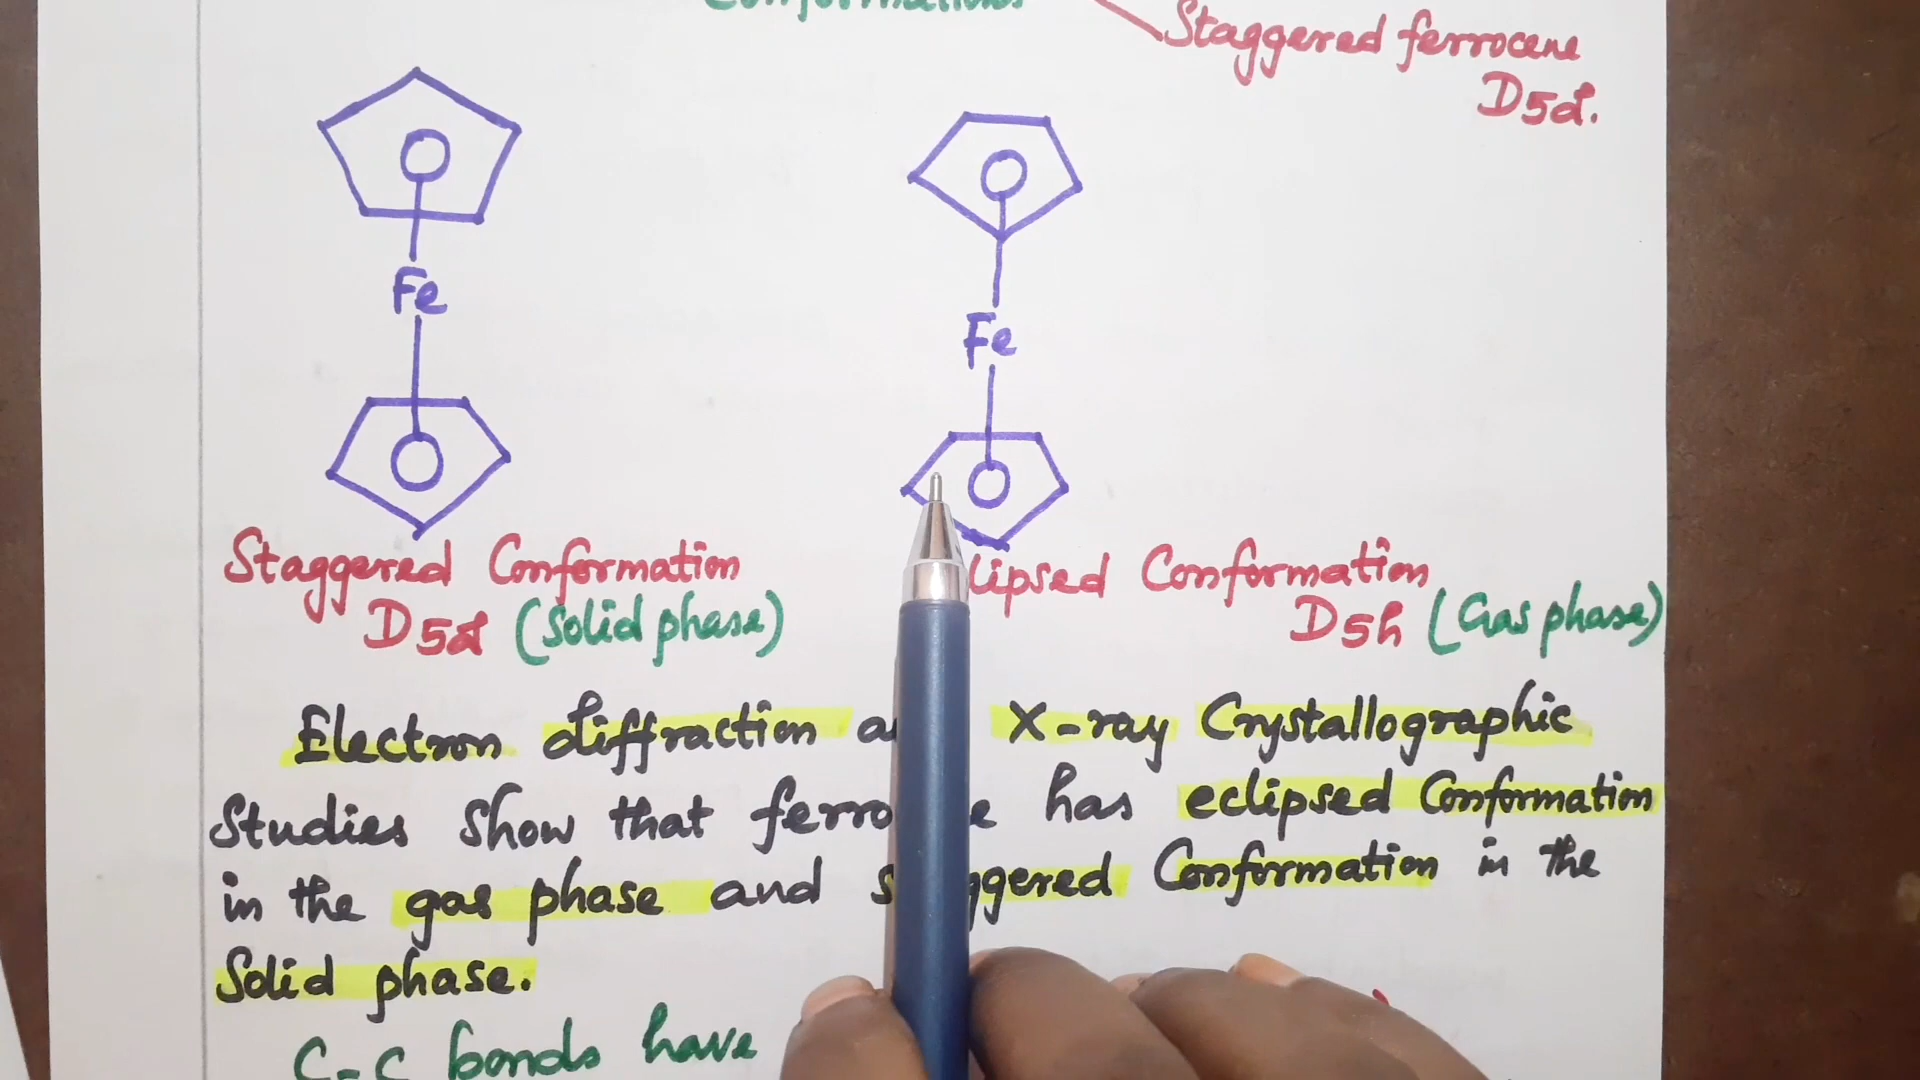 Conformations
Staggered ferrocene
D5d.
Fe
Fe
Staggered Conformation
D5d (Solid phase)
lipsed Conformation
D5h (Gas phase)
Electron diffraction a X-ray Crystallographic
Studies show that ferro e has eclipsed Conformation
in the gas phase and s ggered Conformation in the
Solid phase.
C-C bonds have